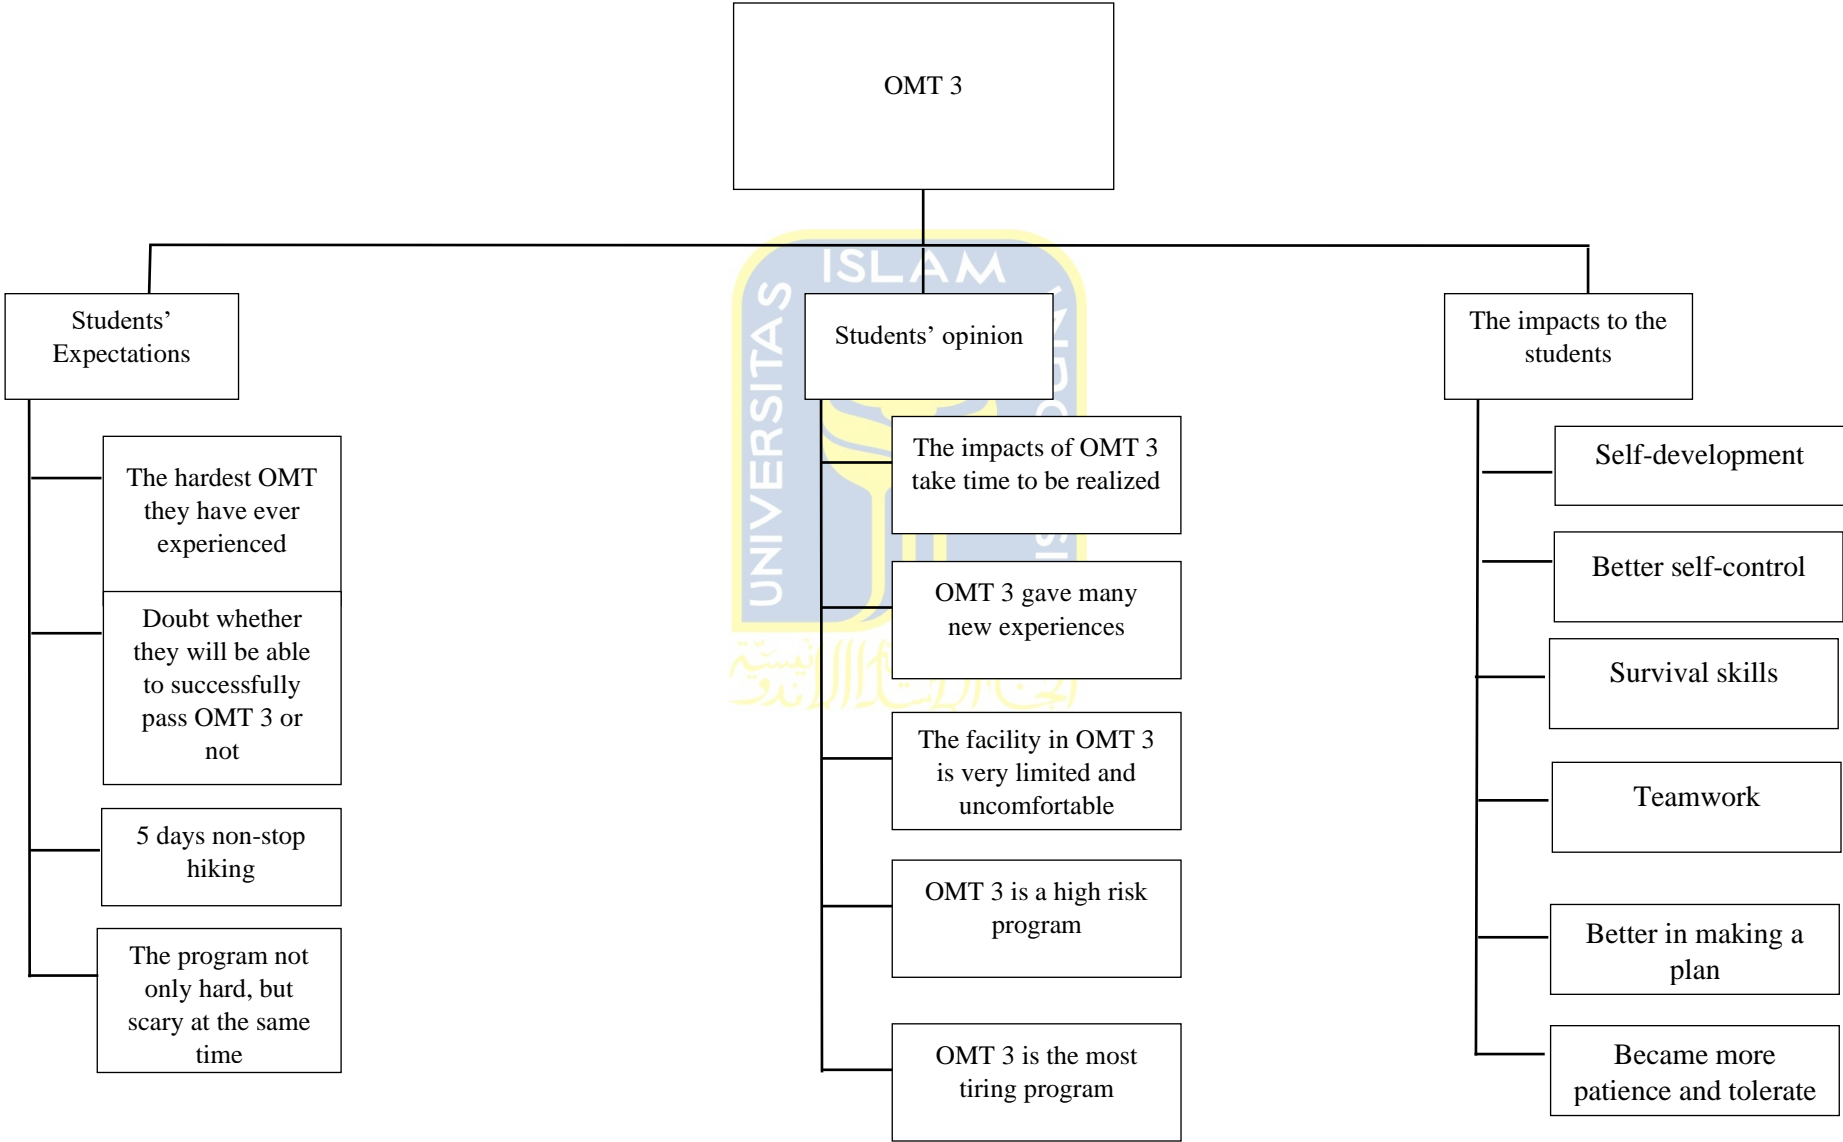 OMT 3
Students’
Expectations
The hardest OMT
they have ever
experienced
Doubt whether
they will be able
to successfully
pass OMT 3 or
not
5 days non-stop
hiking
The program not
only hard, but
scary at the same
time
Students’ opinion
The impacts of OMT 3
take time to be realized
OMT 3 gave many
new experiences
The facility in OMT 3
is very limited and
uncomfortable
OMT 3 is a high risk
program
OMT 3 is the most
tiring program
The impacts to the
students
Self-development
Better self-control
Survival skills
Teamwork
Better in making a
plan
Became more
patience and tolerate
UNIVERSITAS
ISLAM